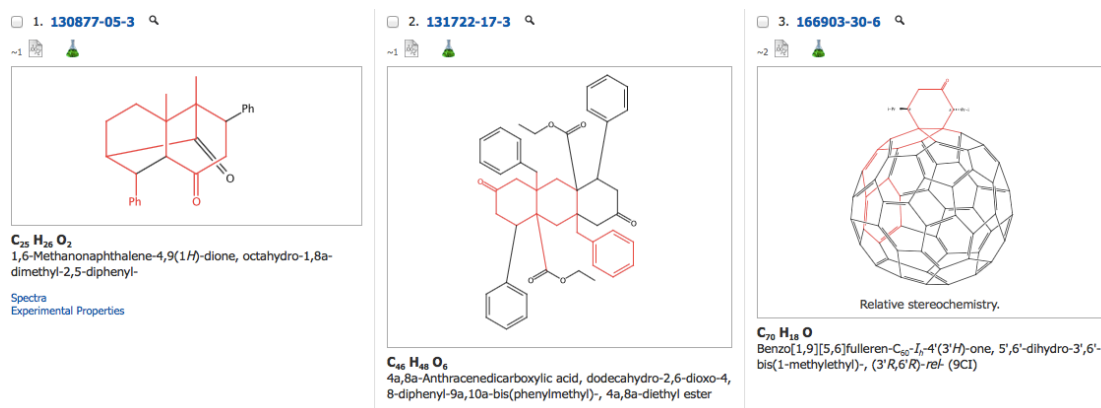 1. 130877-05-3
~1
Ph
O
O
Ph
C25 H26 O2
1,6-Methanonaphthalene-4,9(1H)-dione, octahydro-1,8a-
dimethyl-2,5-diphenyl-
Spectra
Experimental Properties
2. 131722-17-3
~1
O
O
O
O
O
O
C46 H48 O6
4a,8a-Anthracenedicarboxylic acid, dodecahydro-2,6-dioxo-4,
8-diphenyl-9a,10a-bis(phenylmethyl)-, 4a,8a-diethyl ester
3. 166903-30-6
~2
Relative stereochemistry.
C70 H18 O
Benzo[1,9][5,6]fulleren-C60-Ih-4'(3'H)-one, 5',6'-dihydro-3',6'-
bis(1-methylethyl)-, (3'R,6'R)-rel- (9CI)